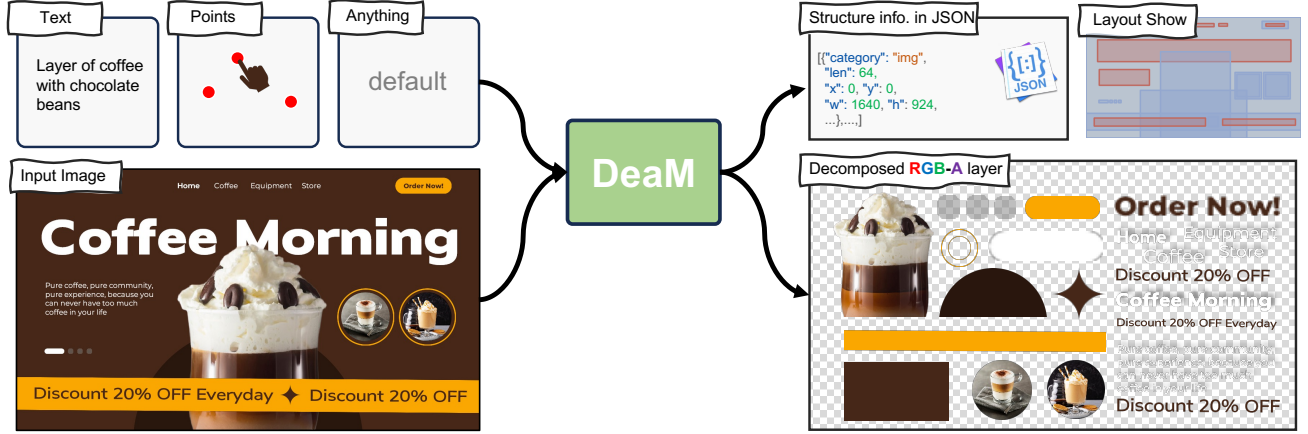 Text
Points
Anything
Layer of coffee
with chocolate
beans
default
Input Image
Home Coffee Equipment Store
Order Now!
Coffee Morning
Pure coffee, pure community,
pure experience, because you
can never have too much
coffee in your life
Discount 20% OFF Everyday Discount 20% OFF
DeaM
Structure info. in JSON
[{"category": "img",
"len": 64,
"x": 0, "y": 0,
"w": 1640, "h": 924,
...},...,]
{[:]}
JSON
Layout Show
Decomposed RGB-A layer
Order Now!
Home Equipment
Coffee Store
Discount 20% OFF
Coffee Morning
Discount 20% OFF Everyday
Discount 20% OFF